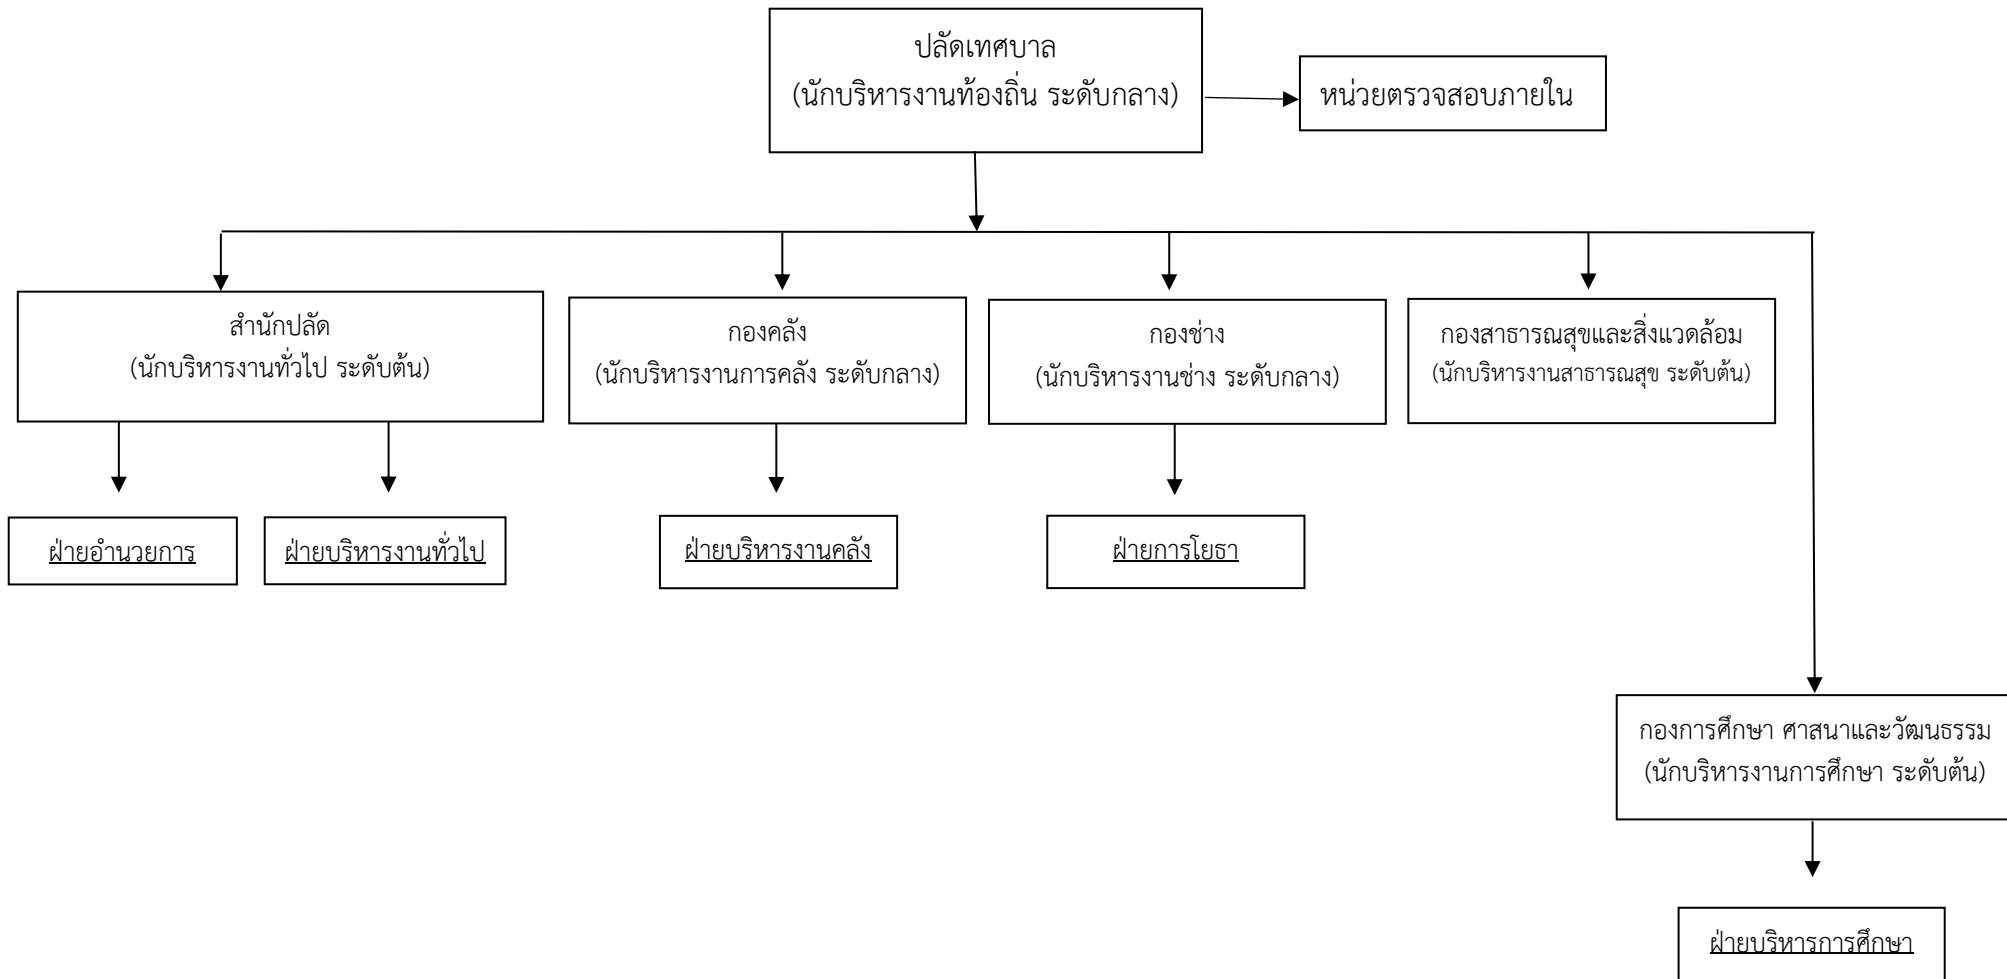 ปลัดเทศบาล
(นักบริหารงานท้องถิ่น ระดับกลาง)
หน่วยตรวจสอบภายใน
สำนักปลัด
(นักบริหารงานทั่วไป ระดับต้น)
กองคลัง
(นักบริหารงานการคลัง ระดับกลาง)
กองช่าง
(นักบริหารงานช่าง ระดับกลาง)
กองสาธารณสุขและสิ่งแวดล้อม
(นักบริหารงานสาธารณสุข ระดับต้น)
ฝ่ายอำนวยการ
ฝ่ายบริหารงานทั่วไป
ฝ่ายบริหารงานคลัง
ฝ่ายการโยธา
กองการศึกษา ศาสนาและวัฒนธรรม
(นักบริหารงานการศึกษา ระดับต้น)
ฝ่ายบริหารการศึกษา